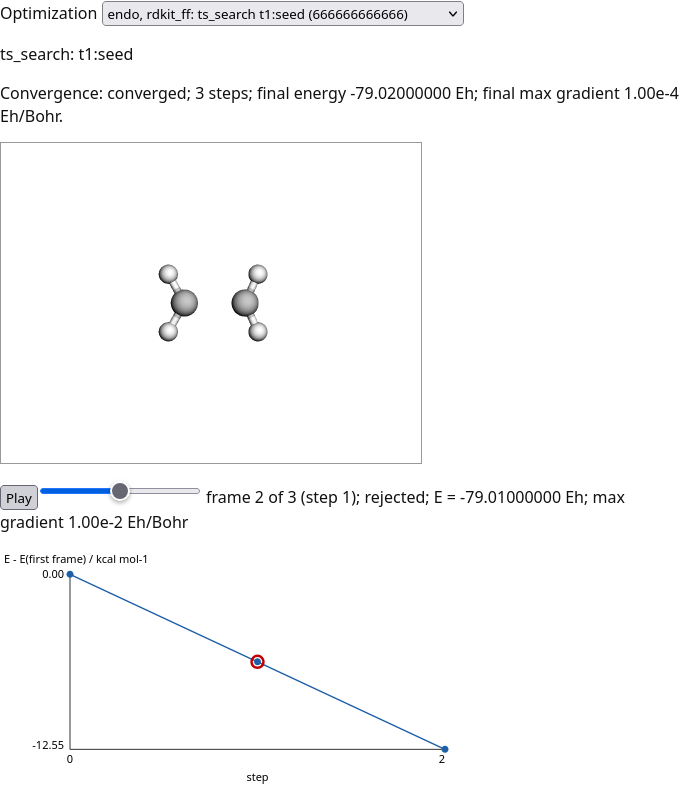 Optimization endo, rdkit_ff: ts_search t1:seed (666666666666)
ts_search: t1:seed
Convergence: converged; 3 steps; final energy -79.02000000 Eh; final max gradient 1.00e-4
Eh/Bohr.
Play frame 2 of 3 (step 1); rejected; E = -79.01000000 Eh; max
gradient 1.00e-2 Eh/Bohr
E - E(first frame) / kcal mol-1
0.00
-12.55
0 2
step